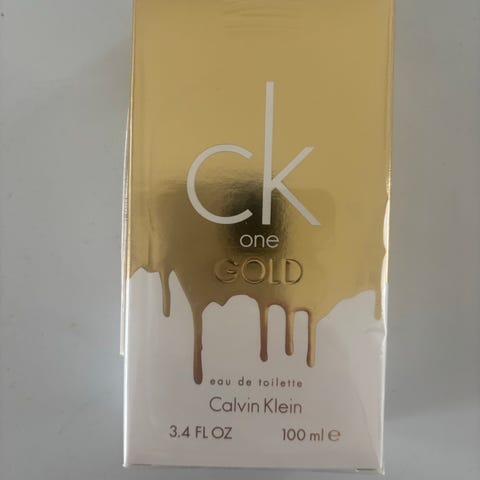 ck
one
GOLD
eau de toilette
Calvin Klein
3.4 FL OZ 100 ml e